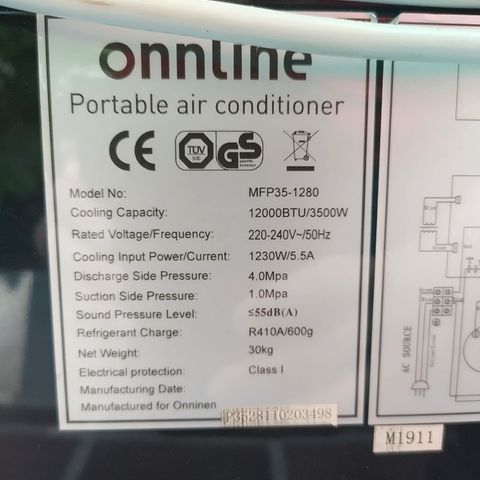 onnline
Portable air conditioner
CE TÜV GS
Model No: MFP35-1280
Cooling Capacity: 12000BTU/3500W
Rated Voltage/Frequency: 220-240V~/50Hz
Cooling Input Power/Current: 1230W/5.5A
Discharge Side Pressure: 4.0Mpa
Suction Side Pressure: 1.0Mpa
Sound Pressure Level: ≤55dB(A)
Refrigerant Charge: R410A/600g
Net Weight: 30kg
Electrical protection: Class I
Manufacturing Date:
Manufactured for Onninen
AC SOURCE
M1911